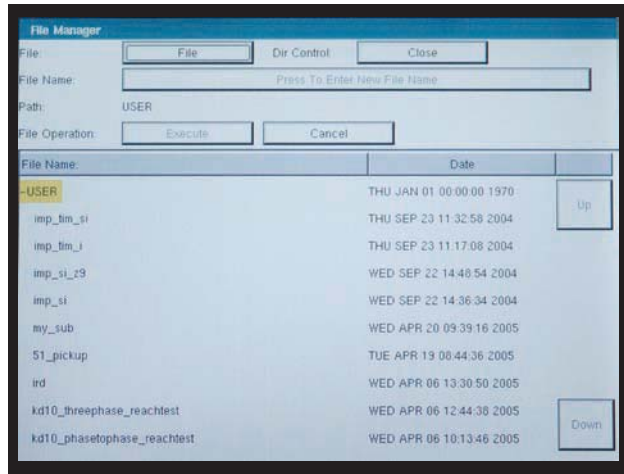 File Manager
File: File Dir Control: Close
File Name: Press To Enter New File Name
Path: USER
File Operation: Execute Cancel
File Name: Date
-USER THU JAN 01 00:00:00 1970
Up
imp_tim_si THU SEP 23 11:32:58 2004
imp_tim_i THU SEP 23 11:17:08 2004
imp_si_z9 WED SEP 22 14:48:54 2004
imp_si WED SEP 22 14:36:34 2004
my_sub WED APR 20 09:39:16 2005
51_pickup TUE APR 19 08:44:36 2005
ird WED APR 06 13:30:50 2005
kd10_threephase_reachtest WED APR 06 12:44:38 2005
Down
kd10_phasetophase_reachtest WED APR 06 10:13:46 2005